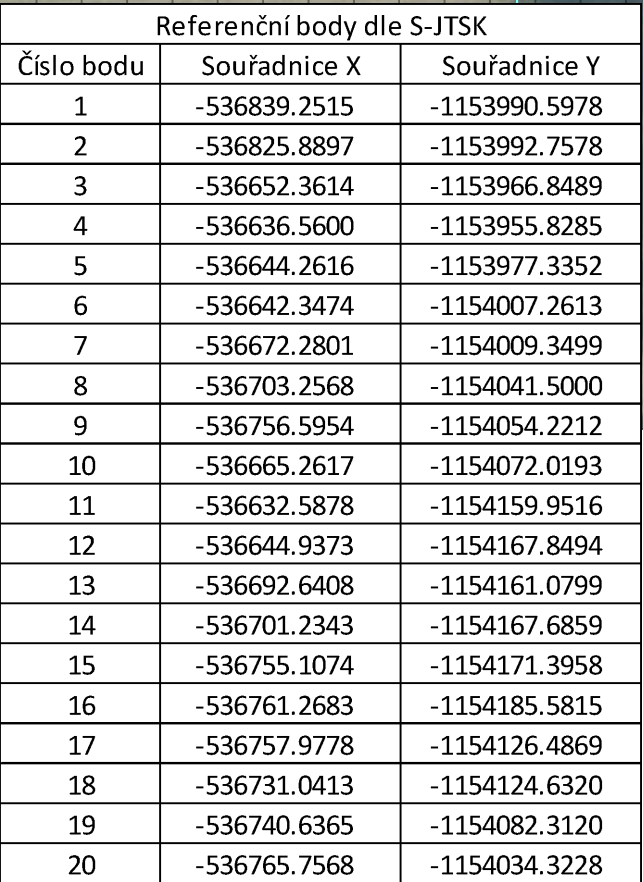 Referenční body dle S-JTSK
Číslo bodu Souřadnice X Souřadnice Y
1 -536839.2515 -1153990.5978
2 -536825.8897 -1153992.7578
3 -536652.3614 -1153966.8489
4 -536636.5600 -1153955.8285
5 -536644.2616 -1153977.3352
6 -536642.3474 -1154007.2613
7 -536672.2801 -1154009.3499
8 -536703.2568 -1154041.5000
9 -536756.5954 -1154054.2212
10 -536665.2617 -1154072.0193
11 -536632.5878 -1154159.9516
12 -536644.9373 -1154167.8494
13 -536692.6408 -1154161.0799
14 -536701.2343 -1154167.6859
15 -536755.1074 -1154171.3958
16 -536761.2683 -1154185.5815
17 -536757.9778 -1154126.4869
18 -536731.0413 -1154124.6320
19 -536740.6365 -1154082.3120
20 -536765.7568 -1154034.3228